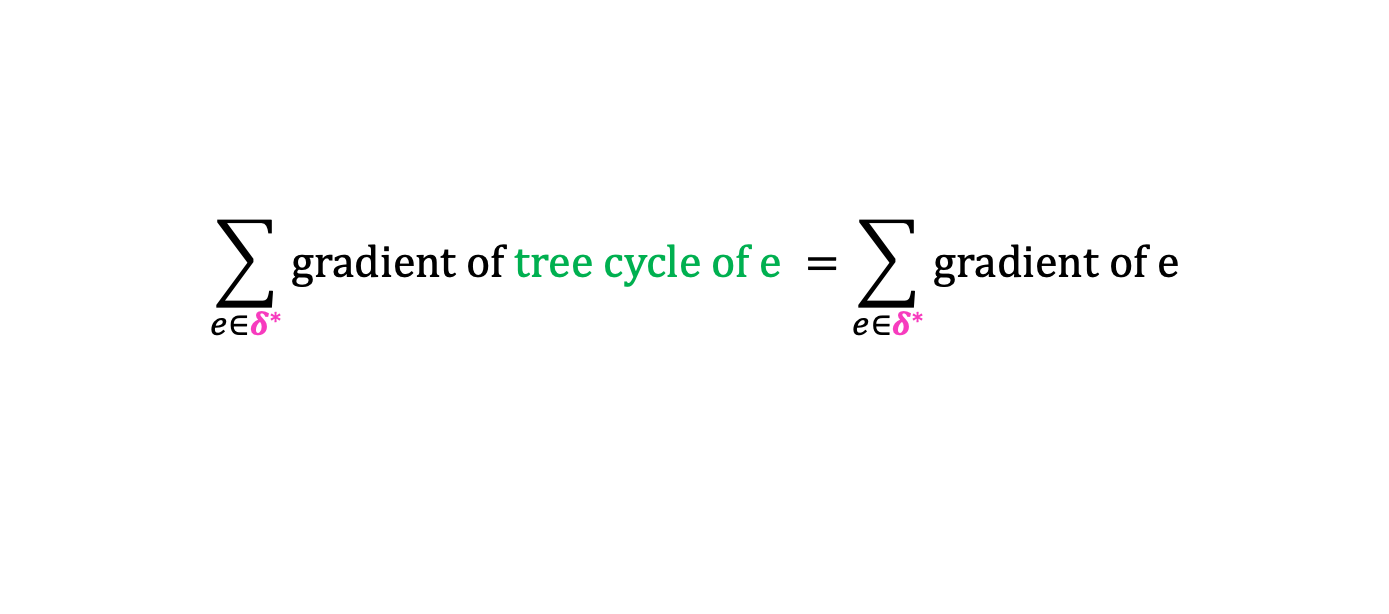 ∑ gradient of tree cycle of e = ∑ gradient of e
e∈δ* e∈δ*